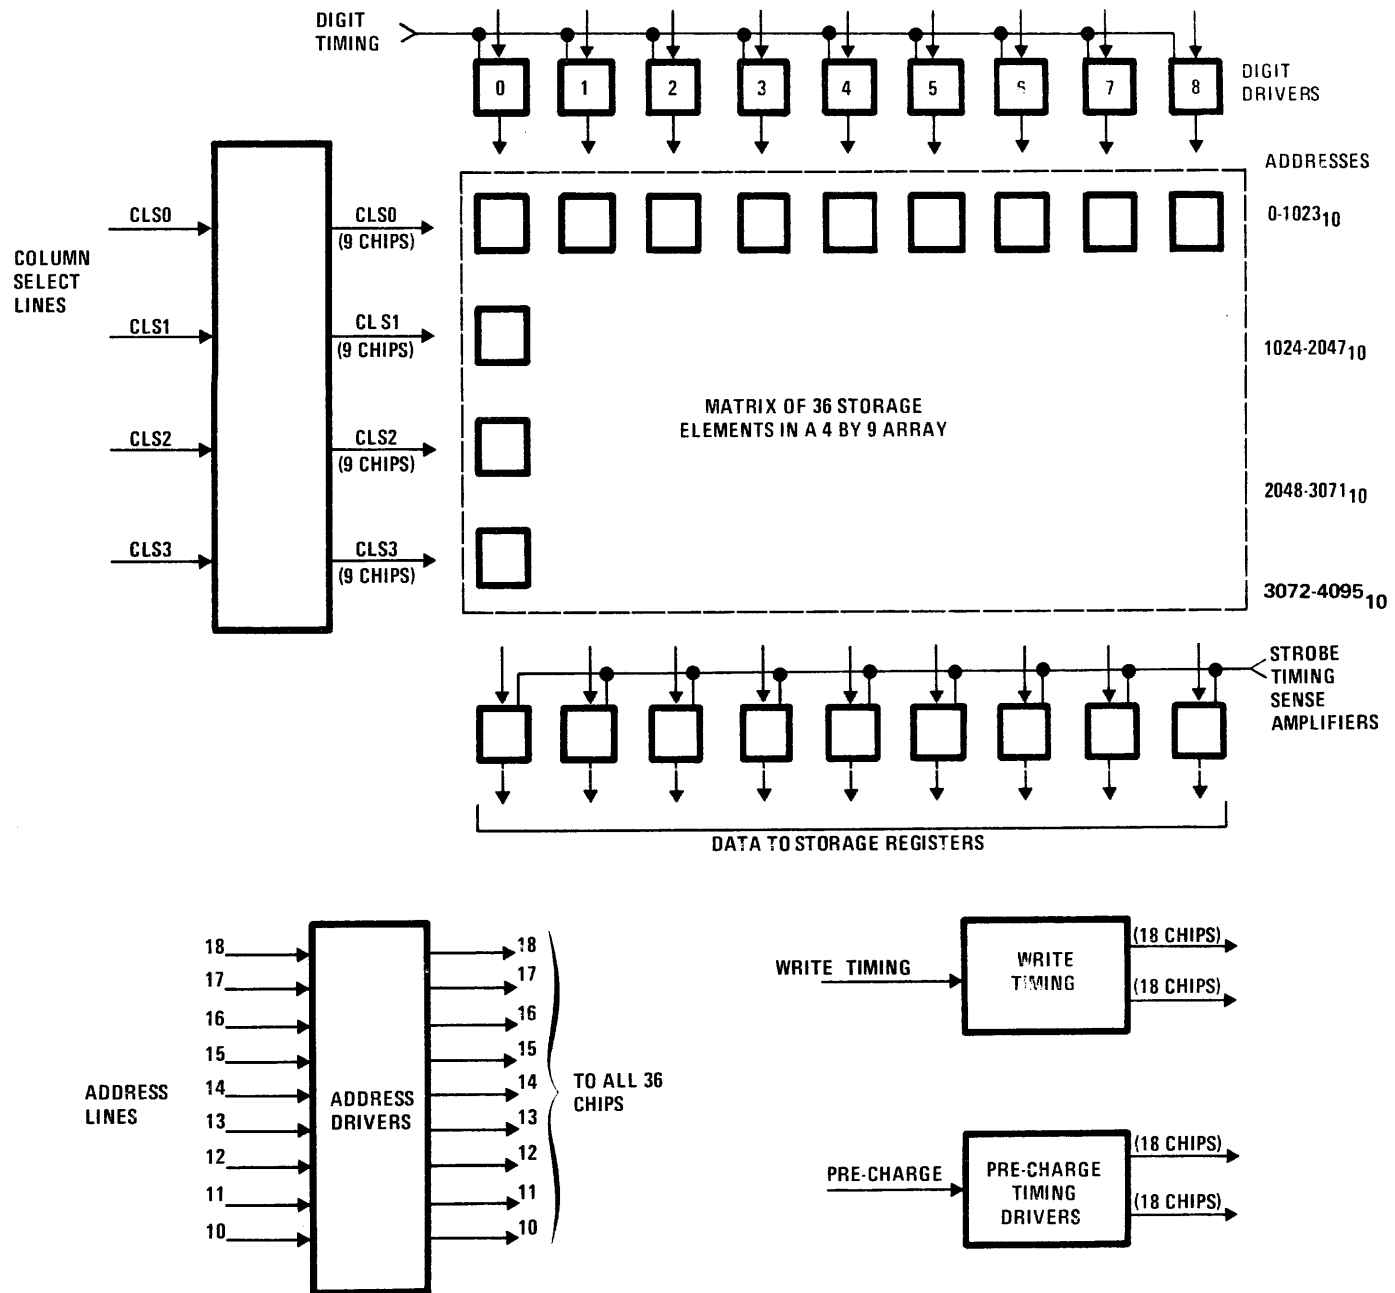 DIGIT
TIMING
0 1 2 3 4 5 6 7 8
DIGIT
DRIVERS
ADDRESSES
COLUMN
SELECT
LINES
CLS0
CLS0
(9 CHIPS)
0-1023₁₀
CLS1
CLS1
(9 CHIPS)
1024-2047₁₀
MATRIX OF 36 STORAGE
ELEMENTS IN A 4 BY 9 ARRAY
CLS2
CLS2
(9 CHIPS)
2048-3071₁₀
CLS3
CLS3
(9 CHIPS)
3072-4095₁₀
STROBE
TIMING
SENSE
AMPLIFIERS
DATA TO STORAGE REGISTERS
ADDRESS
LINES
18
17
16
15
14
13
12
11
10
ADDRESS
DRIVERS
18
17
16
15
14
13
12
11
10
TO ALL 36
CHIPS
WRITE TIMING
WRITE
TIMING
(18 CHIPS)
(18 CHIPS)
PRE-CHARGE
PRE-CHARGE
TIMING
DRIVERS
(18 CHIPS)
(18 CHIPS)